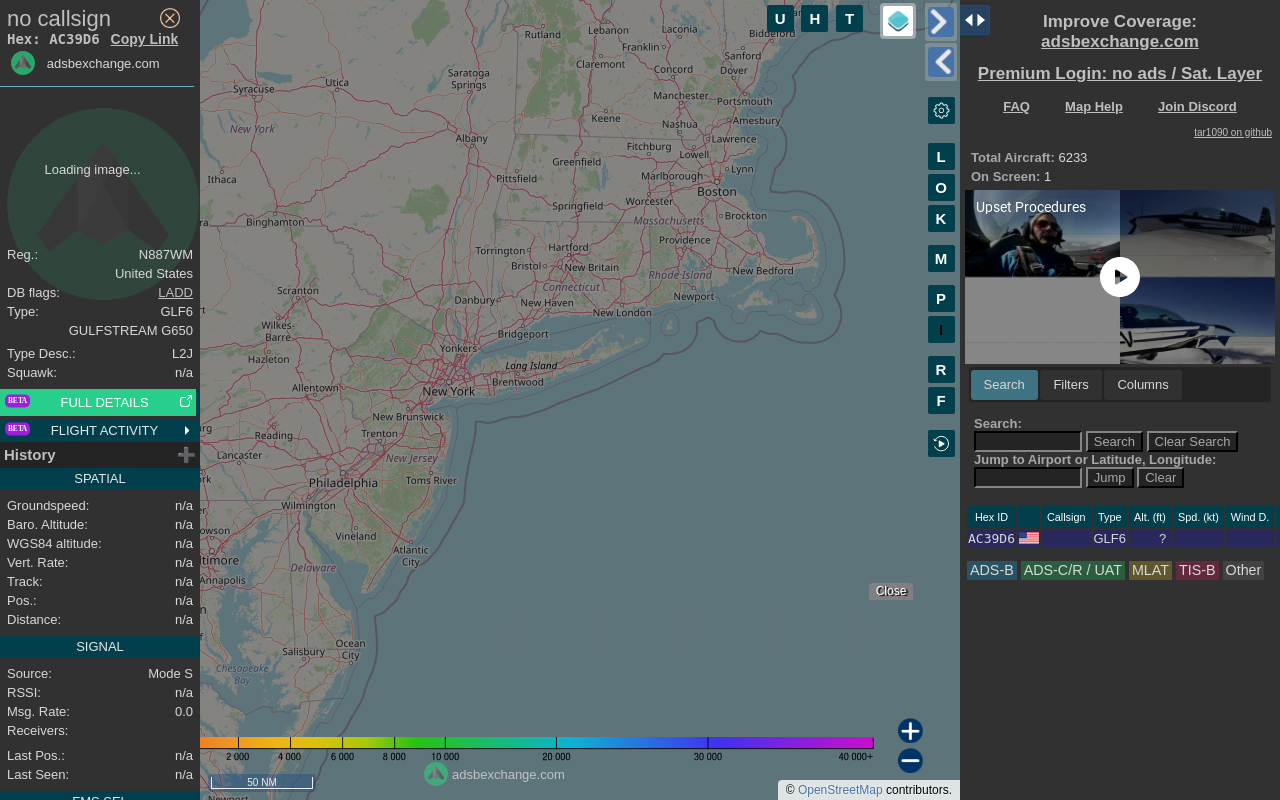 no callsign
Hex: AC39D6 Copy Link
adsbexchange.com
Loading image...
Reg.: N887WM
United States
DB flags: LADD
Type: GLF6
GULFSTREAM G650
Type Desc.: L2J
Squawk: n/a
BETA FULL DETAILS
BETA FLIGHT ACTIVITY
History
SPATIAL
Groundspeed: n/a
Baro. Altitude: n/a
WGS84 altitude: n/a
Vert. Rate: n/a
Track: n/a
Pos.: n/a
Distance: n/a
SIGNAL
Source: Mode S
RSSI: n/a
Msg. Rate: 0.0
Receivers:
Last Pos.: n/a
Last Seen: n/a
U H T
L
O
K
M
P
I
R
F
Rutland
Lebanon
Laconia
Biddeford
Franklin
Sanford
Claremont
Concord
Dover
Saratoga
Springs
Utica
Syracuse
Manchester
Portsmouth
Keene
Nashua
Amesbury
New York
Albany
Fitchburg
Lawrence
Greenfield
Lowell
Lynn
Ithaca
Pittsfield
Marlborough
Boston
Worcester
Springfield
Massachusetts
Brockton
Binghamton
Providence
Torrington
Hartford
Bristol
New Britain
Rhode Island
New Bedford
Connecticut
Scranton
Danbury
New Haven
Newport
New London
Wilkes-
Barre
Bridgeport
Yonkers
Hazleton
Long Island
Brentwood
Allentown
New York
New Brunswick
Reading
Trenton
Lancaster
New Jersey
Philadelphia
Toms River
Wilmington
Vineland
Atlantic
City
Delaware
Annapolis
Ocean
City
Salisbury
Chesapeake
Bay
Close
2 000 4 000 6 000 8 000 10 000 20 000 30 000 40 000+
50 NM
adsbexchange.com
© OpenStreetMap contributors.
Improve Coverage:
adsbexchange.com
Premium Login: no ads / Sat. Layer
FAQ Map Help Join Discord
tar1090 on github
Total Aircraft: 6233
On Screen: 1
Upset Procedures
Search Filters Columns
Search:
Search Clear Search
Jump to Airport or Latitude, Longitude:
Jump Clear
Hex ID Callsign Type Alt. (ft) Spd. (kt) Wind D.
AC39D6 GLF6 ?
ADS-B ADS-C/R / UAT MLAT TIS-B Other